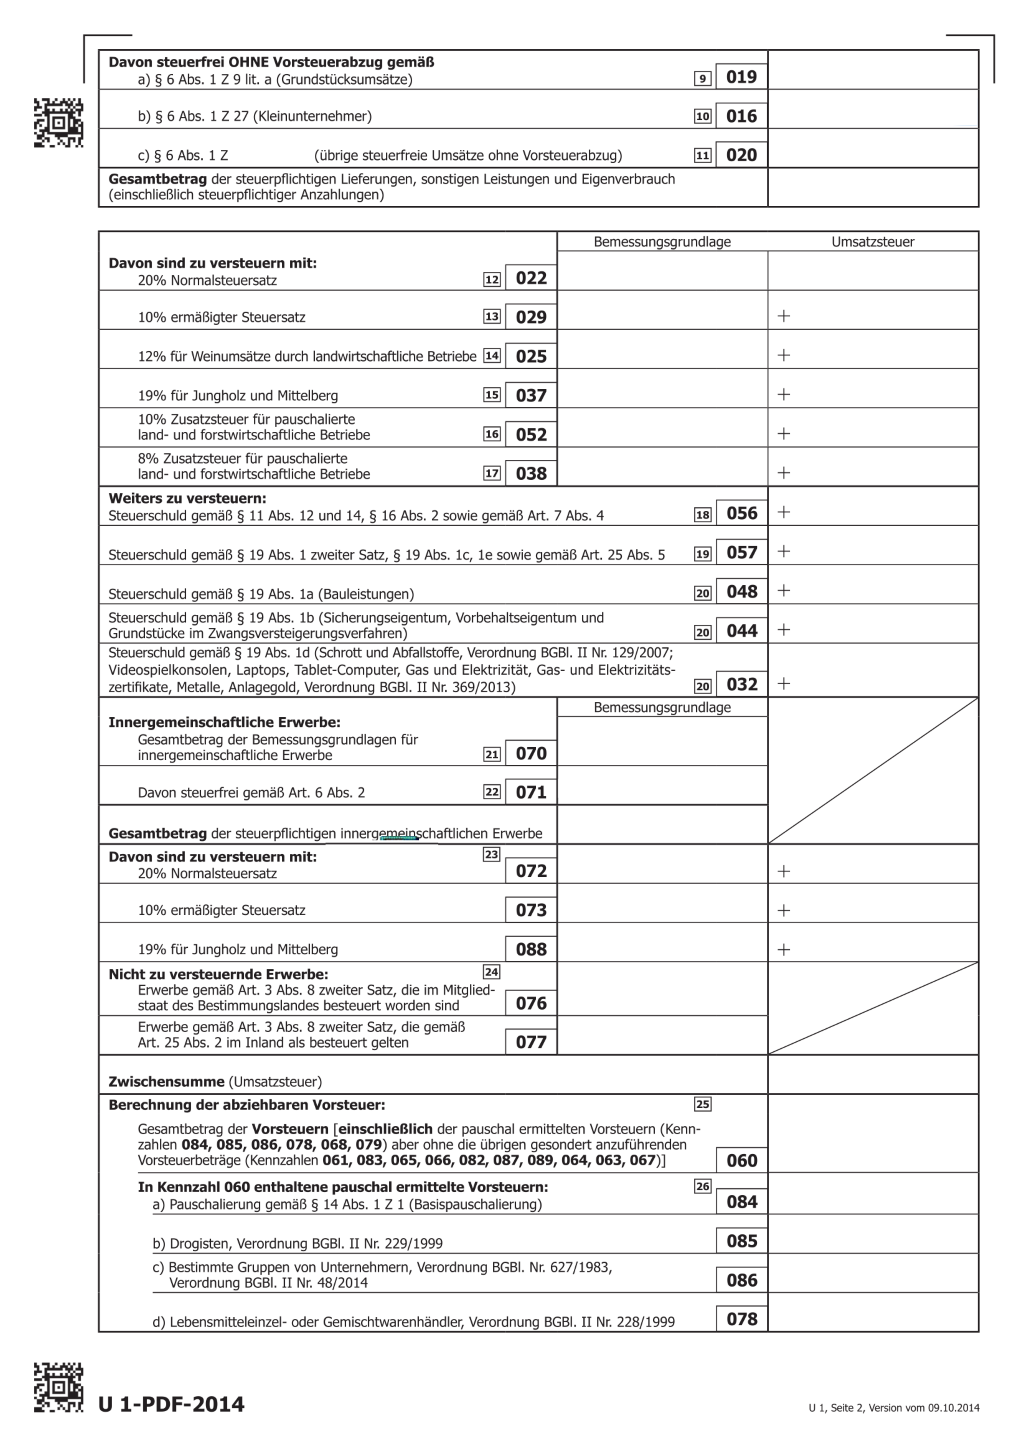 Davon steuerfrei OHNE Vorsteuerabzug gemäß
a) § 6 Abs. 1 Z 9 lit. a (Grundstücksumsätze) 9 019
b) § 6 Abs. 1 Z 27 (Kleinunternehmer) 10 016
c) § 6 Abs. 1 Z (übrige steuerfreie Umsätze ohne Vorsteuerabzug) 11 020
Gesamtbetrag der steuerpflichtigen Lieferungen, sonstigen Leistungen und Eigenverbrauch
(einschließlich steuerpflichtiger Anzahlungen)
Bemessungsgrundlage Umsatzsteuer
Davon sind zu versteuern mit:
20% Normalsteuersatz 12 022
10% ermäßigter Steuersatz 13 029 +
12% für Weinumsätze durch landwirtschaftliche Betriebe 14 025 +
19% für Jungholz und Mittelberg 15 037 +
10% Zusatzsteuer für pauschalierte
land- und forstwirtschaftliche Betriebe 16 052 +
8% Zusatzsteuer für pauschalierte
land- und forstwirtschaftliche Betriebe 17 038 +
Weiters zu versteuern:
Steuerschuld gemäß § 11 Abs. 12 und 14, § 16 Abs. 2 sowie gemäß Art. 7 Abs. 4 18 056 +
Steuerschuld gemäß § 19 Abs. 1 zweiter Satz, § 19 Abs. 1c, 1e sowie gemäß Art. 25 Abs. 5 19 057 +
Steuerschuld gemäß § 19 Abs. 1a (Bauleistungen) 20 048 +
Steuerschuld gemäß § 19 Abs. 1b (Sicherungseigentum, Vorbehaltseigentum und
Grundstücke im Zwangsversteigerungsverfahren) 20 044 +
Steuerschuld gemäß § 19 Abs. 1d (Schrott und Abfallstoffe, Verordnung BGBl. II Nr. 129/2007;
Videospielkonsolen, Laptops, Tablet-Computer, Gas und Elektrizität, Gas- und Elektrizitäts-
zertifikate, Metalle, Anlagegold, Verordnung BGBl. II Nr. 369/2013) 20 032 +
Bemessungsgrundlage
Innergemeinschaftliche Erwerbe:
Gesamtbetrag der Bemessungsgrundlagen für
innergemeinschaftliche Erwerbe 21 070
Davon steuerfrei gemäß Art. 6 Abs. 2 22 071
Gesamtbetrag der steuerpflichtigen innergemeinschaftlichen Erwerbe
Davon sind zu versteuern mit: 23
20% Normalsteuersatz 072 +
10% ermäßigter Steuersatz 073 +
19% für Jungholz und Mittelberg 088 +
Nicht zu versteuernde Erwerbe: 24
Erwerbe gemäß Art. 3 Abs. 8 zweiter Satz, die im Mitglied-
staat des Bestimmungslandes besteuert worden sind 076
Erwerbe gemäß Art. 3 Abs. 8 zweiter Satz, die gemäß
Art. 25 Abs. 2 im Inland als besteuert gelten 077
Zwischensumme (Umsatzsteuer)
Berechnung der abziehbaren Vorsteuer: 25
Gesamtbetrag der Vorsteuern [einschließlich der pauschal ermittelten Vorsteuern (Kenn-
zahlen 084, 085, 086, 078, 068, 079) aber ohne die übrigen gesondert anzuführenden
Vorsteuerbeträge (Kennzahlen 061, 083, 065, 066, 082, 087, 089, 064, 063, 067)] 060
In Kennzahl 060 enthaltene pauschal ermittelte Vorsteuern: 26
a) Pauschalierung gemäß § 14 Abs. 1 Z 1 (Basispauschalierung) 084
b) Drogisten, Verordnung BGBl. II Nr. 229/1999 085
c) Bestimmte Gruppen von Unternehmern, Verordnung BGBl. Nr. 627/1983,
Verordnung BGBl. II Nr. 48/2014 086
d) Lebensmitteleinzel- oder Gemischtwarenhändler, Verordnung BGBl. II Nr. 228/1999 078
U 1-PDF-2014
U 1, Seite 2, Version vom 09.10.2014